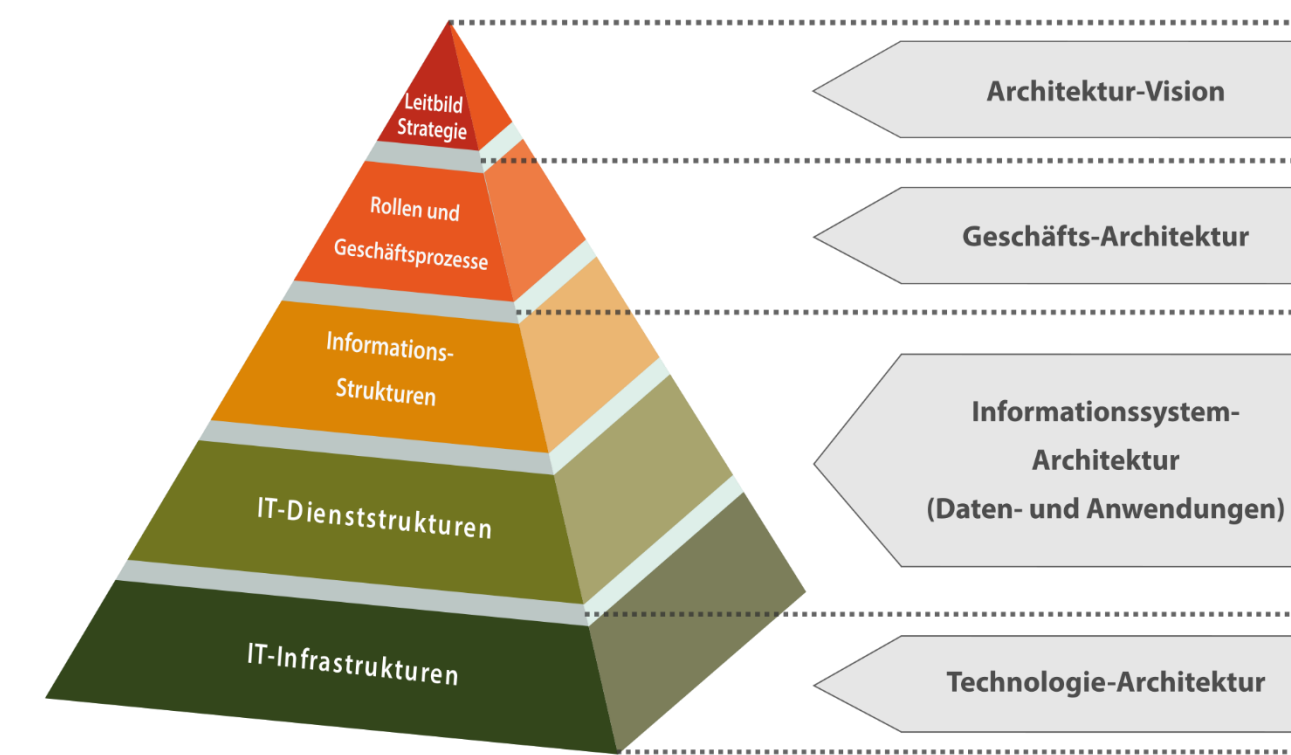 Leitbild
Strategie
Architektur-Vision
Rollen und
Geschäftsprozesse
Geschäfts-Architektur
Informations-
Strukturen
IT-Dienststrukturen
Informationssystem-
Architektur
(Daten- und Anwendungen)
IT-Infrastrukturen
Technologie-Architektur